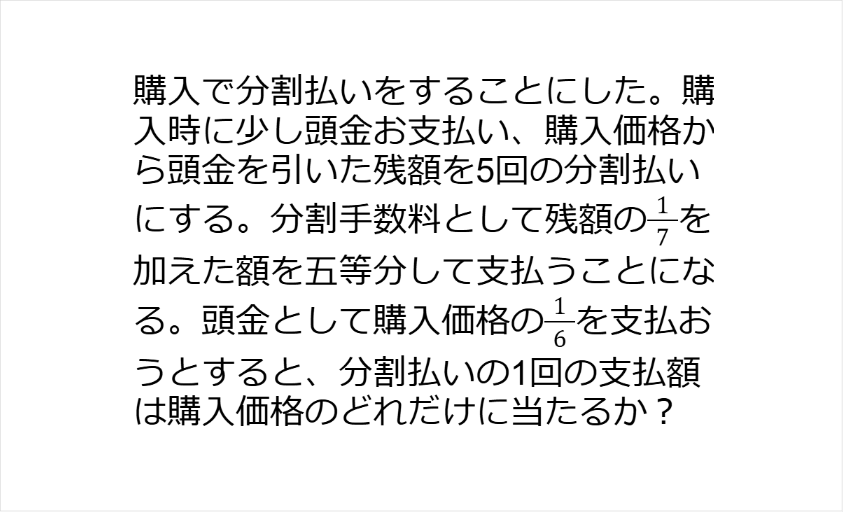 購入で分割払いをすることにした。購
入時に少し頭金お支払い、購入価格か
ら頭金を引いた残額を5回の分割払い
にする。分割手数料として残額の1/7を
加えた額を五等分して支払うことにな
る。頭金として購入価格の1/6を支払お
うとすると、分割払いの1回の支払額
は購入価格のどれだけに当たるか？